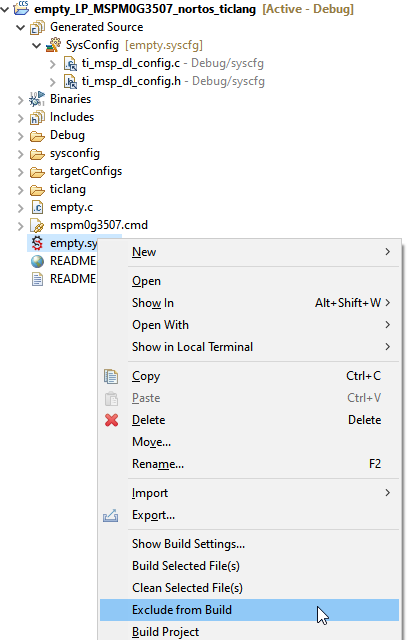 empty_LP_MSPM0G3507_nortos_ticlang [Active - Debug]
Generated Source
SysConfig [empty.syscfg]
ti_msp_dl_config.c - Debug/syscfg
ti_msp_dl_config.h - Debug/syscfg
Binaries
Includes
Debug
sysconfig
targetConfigs
ticlang
empty.c
mspm0g3507.cmd
empty.sy
README
README
New
Open
Show In Alt+Shift+W
Open With
Show in Local Terminal
Copy Ctrl+C
Paste Ctrl+V
Delete Delete
Move...
Rename... F2
Import
Export...
Show Build Settings...
Build Selected File(s)
Clean Selected File(s)
Exclude from Build
Build Project